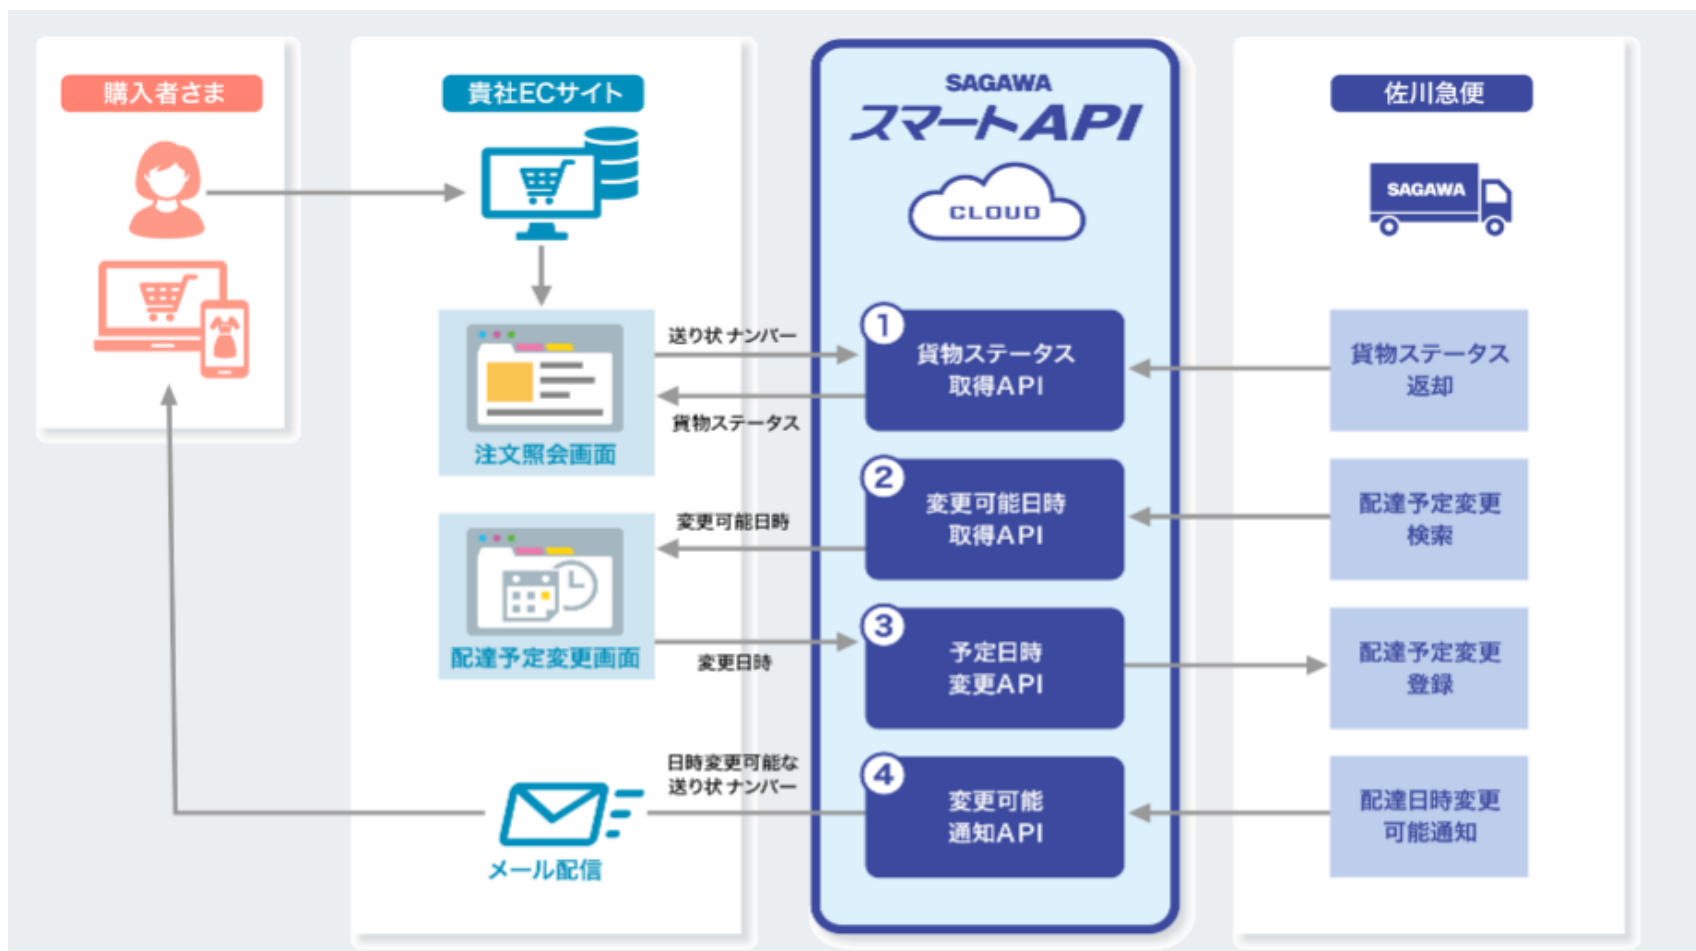 購入者さま
貴社ECサイト
注文照会画面
配達予定変更画面
メール配信
送り状ナンバー
貨物ステータス
変更可能日時
変更日時
日時変更可能な
送り状ナンバー
SAGAWA
スマートAPI
CLOUD
1
貨物ステータス
取得API
2
変更可能日時
取得API
3
予定日時
変更API
4
変更可能
通知API
佐川急便
SAGAWA
貨物ステータス
返却
配達予定変更
検索
配達予定変更
登録
配達日時変更
可能通知